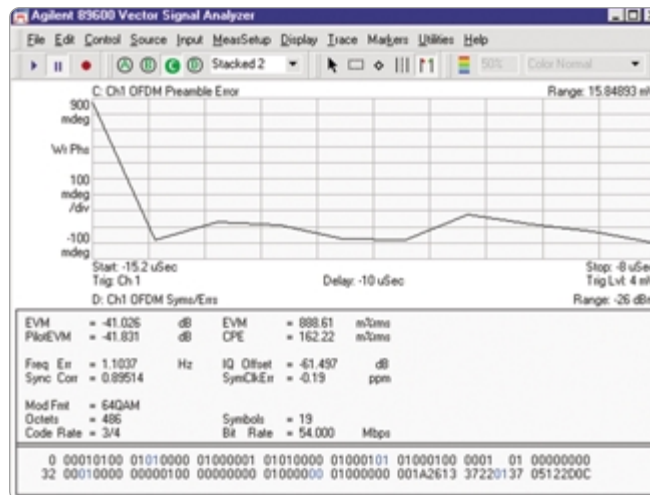 Agilent 89600 Vector Signal Analyzer
File Edit Control Source Input MeasSetup Display Trace Markers Utilities Help
A B C D Stacked 2 50% Color Normal
C: Ch1 OFDM Preamble Error Range: 15.84893 m
900
mdeg
Wr Phs
100
mdeg
/div
-100
mdeg
Start: -15.2 uSec Stop: -8 uSec
Trig: Ch 1 Delay: -10 uSec Trig Lvl: 4 m
D: Ch1 OFDM Syms/Errs Range: -26 dBm
EVM = -41.026 dB EVM = 888.61 m%rms
PilotEVM = -41.831 dB CPE = 162.22 m%rms
Freq Err = 1.1037 Hz IQ Offset = -61.497 dB
Sync Corr = 0.89514 SymClkErr = -0.19 ppm
Mod Fmt = 64QAM
Octets = 486 Symbols = 19
Code Rate = 3/4 Bit Rate = 54.000 Mbps
0 00010100 01010000 01000001 01010000 01000101 01000100 0001 01 00000000
32 00010000 00000100 00000000 01000000 01000000 001A2613 37220137 05122D0C